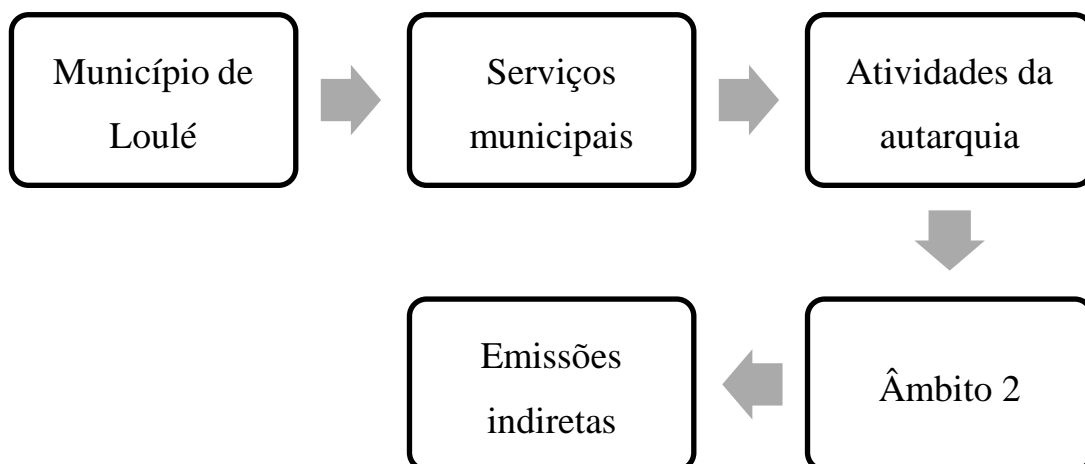 Município de
Loulé
Serviços
municipais
Atividades da
autarquia
Âmbito 2
Emissões
indiretas